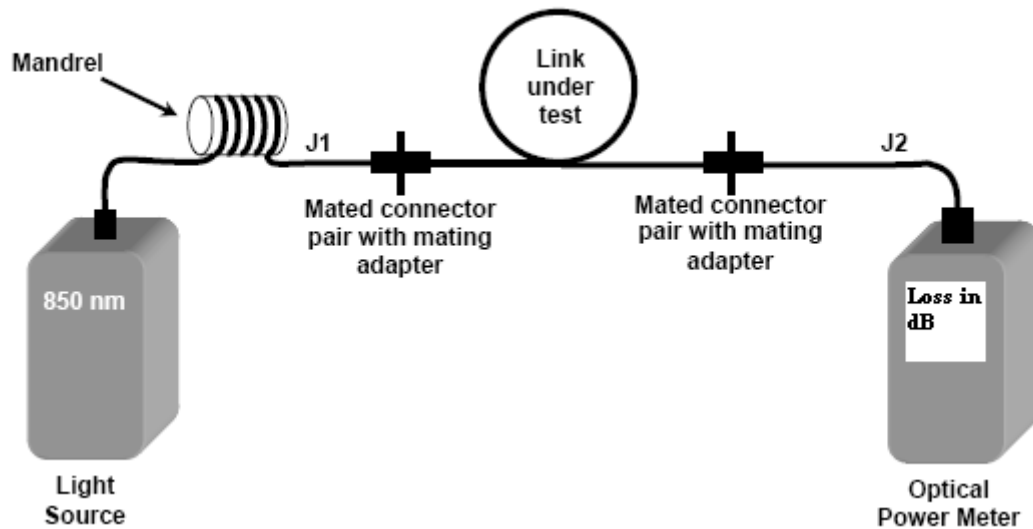 Mandrel
Link
under
test
J1
J2
Mated connector
pair with mating
adapter
Mated connector
pair with mating
adapter
850 nm
Loss in
dB
Light
Source
Optical
Power Meter